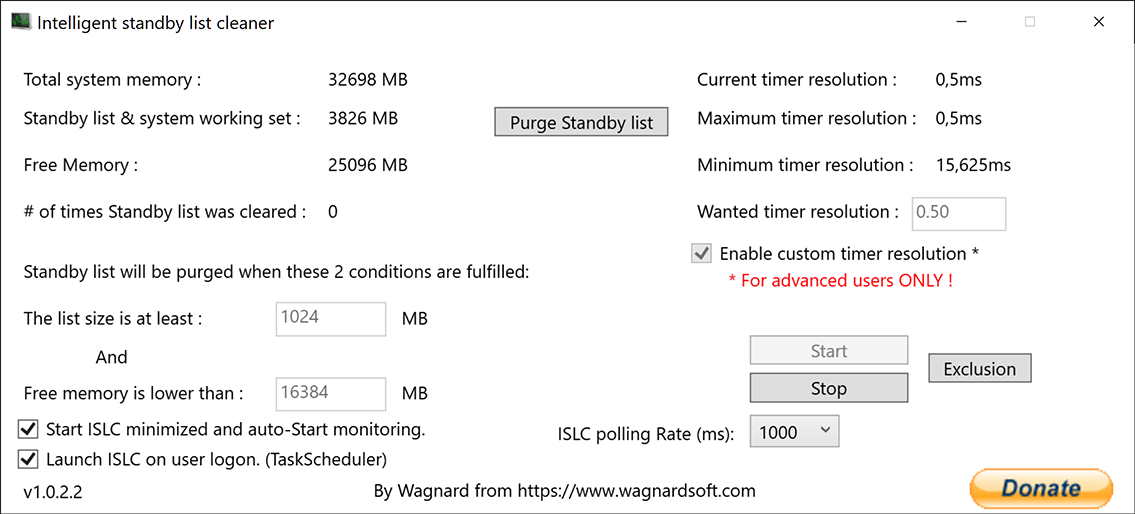 Intelligent standby list cleaner
Total system memory : 32698 MB
Standby list & system working set : 3826 MB
Purge Standby list
Free Memory : 25096 MB
# of times Standby list was cleared : 0
Current timer resolution : 0,5ms
Maximum timer resolution : 0,5ms
Minimum timer resolution : 15,625ms
Wanted timer resolution : 0.50
Enable custom timer resolution *
* For advanced users ONLY !
Standby list will be purged when these 2 conditions are fulfilled:
The list size is at least : 1024 MB
And
Free memory is lower than : 16384 MB
Start
Stop
Exclusion
Start ISLC minimized and auto-Start monitoring.
Launch ISLC on user logon. (TaskScheduler)
ISLC polling Rate (ms): 1000
v1.0.2.2
By Wagnard from https://www.wagnardsoft.com
Donate